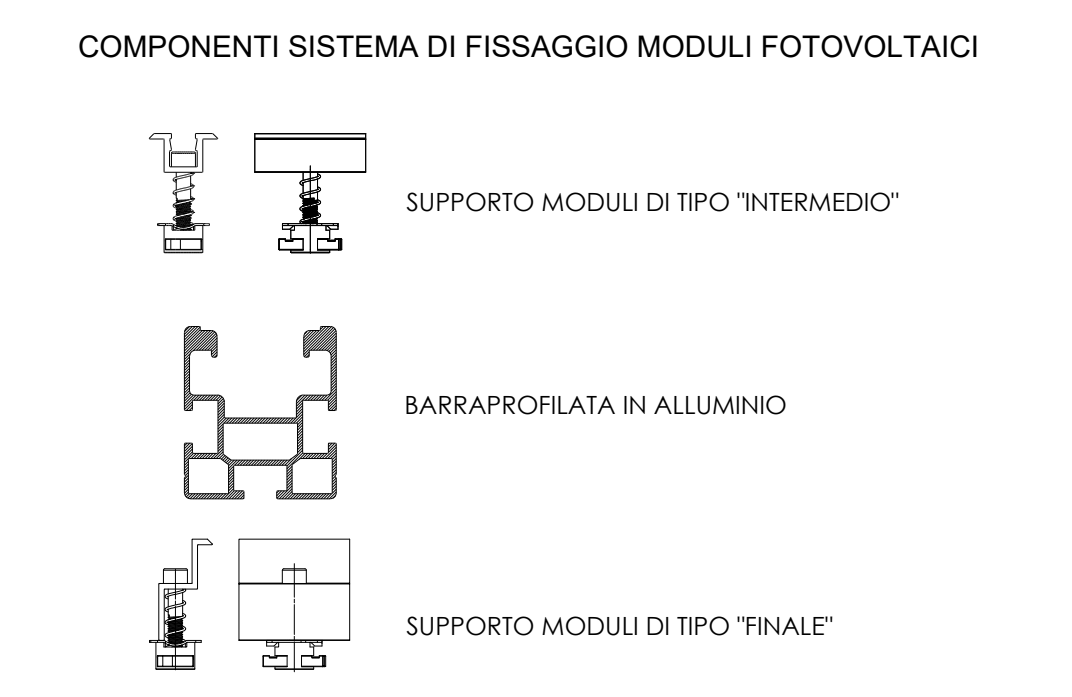 COMPONENTI SISTEMA DI FISSAGGIO MODULI FOTOVOLTAICI
SUPPORTO MODULI DI TIPO "INTERMEDIO"
BARRAPROFILATA IN ALLUMINIO
SUPPORTO MODULI DI TIPO "FINALE"